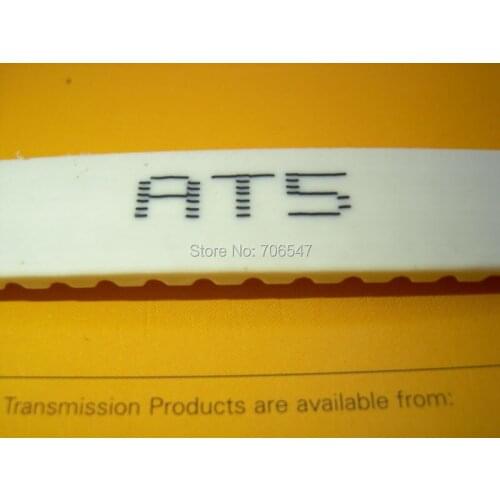 AT5
Store No: 706547
Transmission Products are available from: